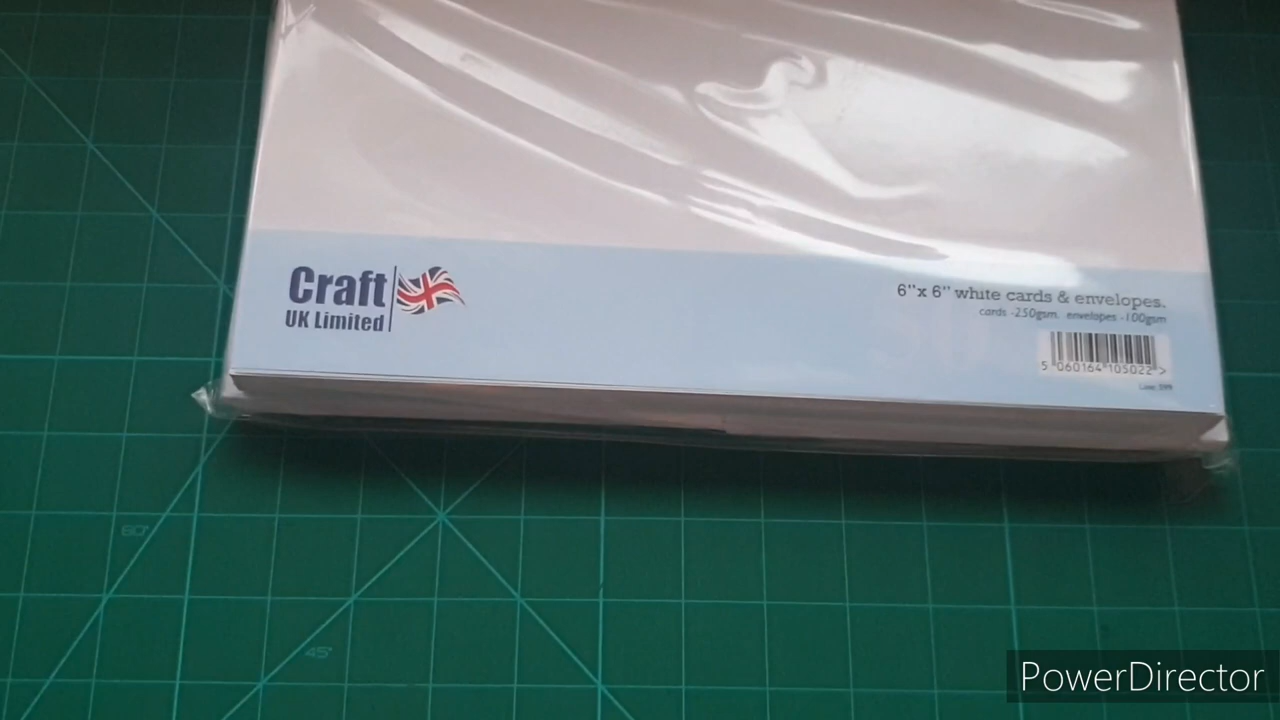 Craft
UK Limited
6"x 6" white cards & envelopes.
cards -250gsm, envelopes -100gsm
5 060164 105022 >
60°
45°
PowerDirector